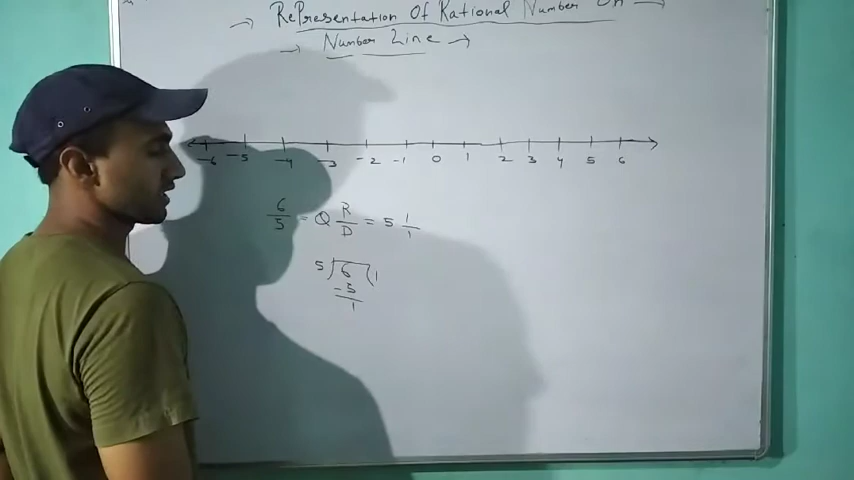 → Representation Of Rational Number On →
→ Number Line →
-6 -5 -4 -3 -2 -1 0 1 2 3 4 5 6
6/5 = Q R/D = 5 1/1
5 ) 6 ( 1
-5
1